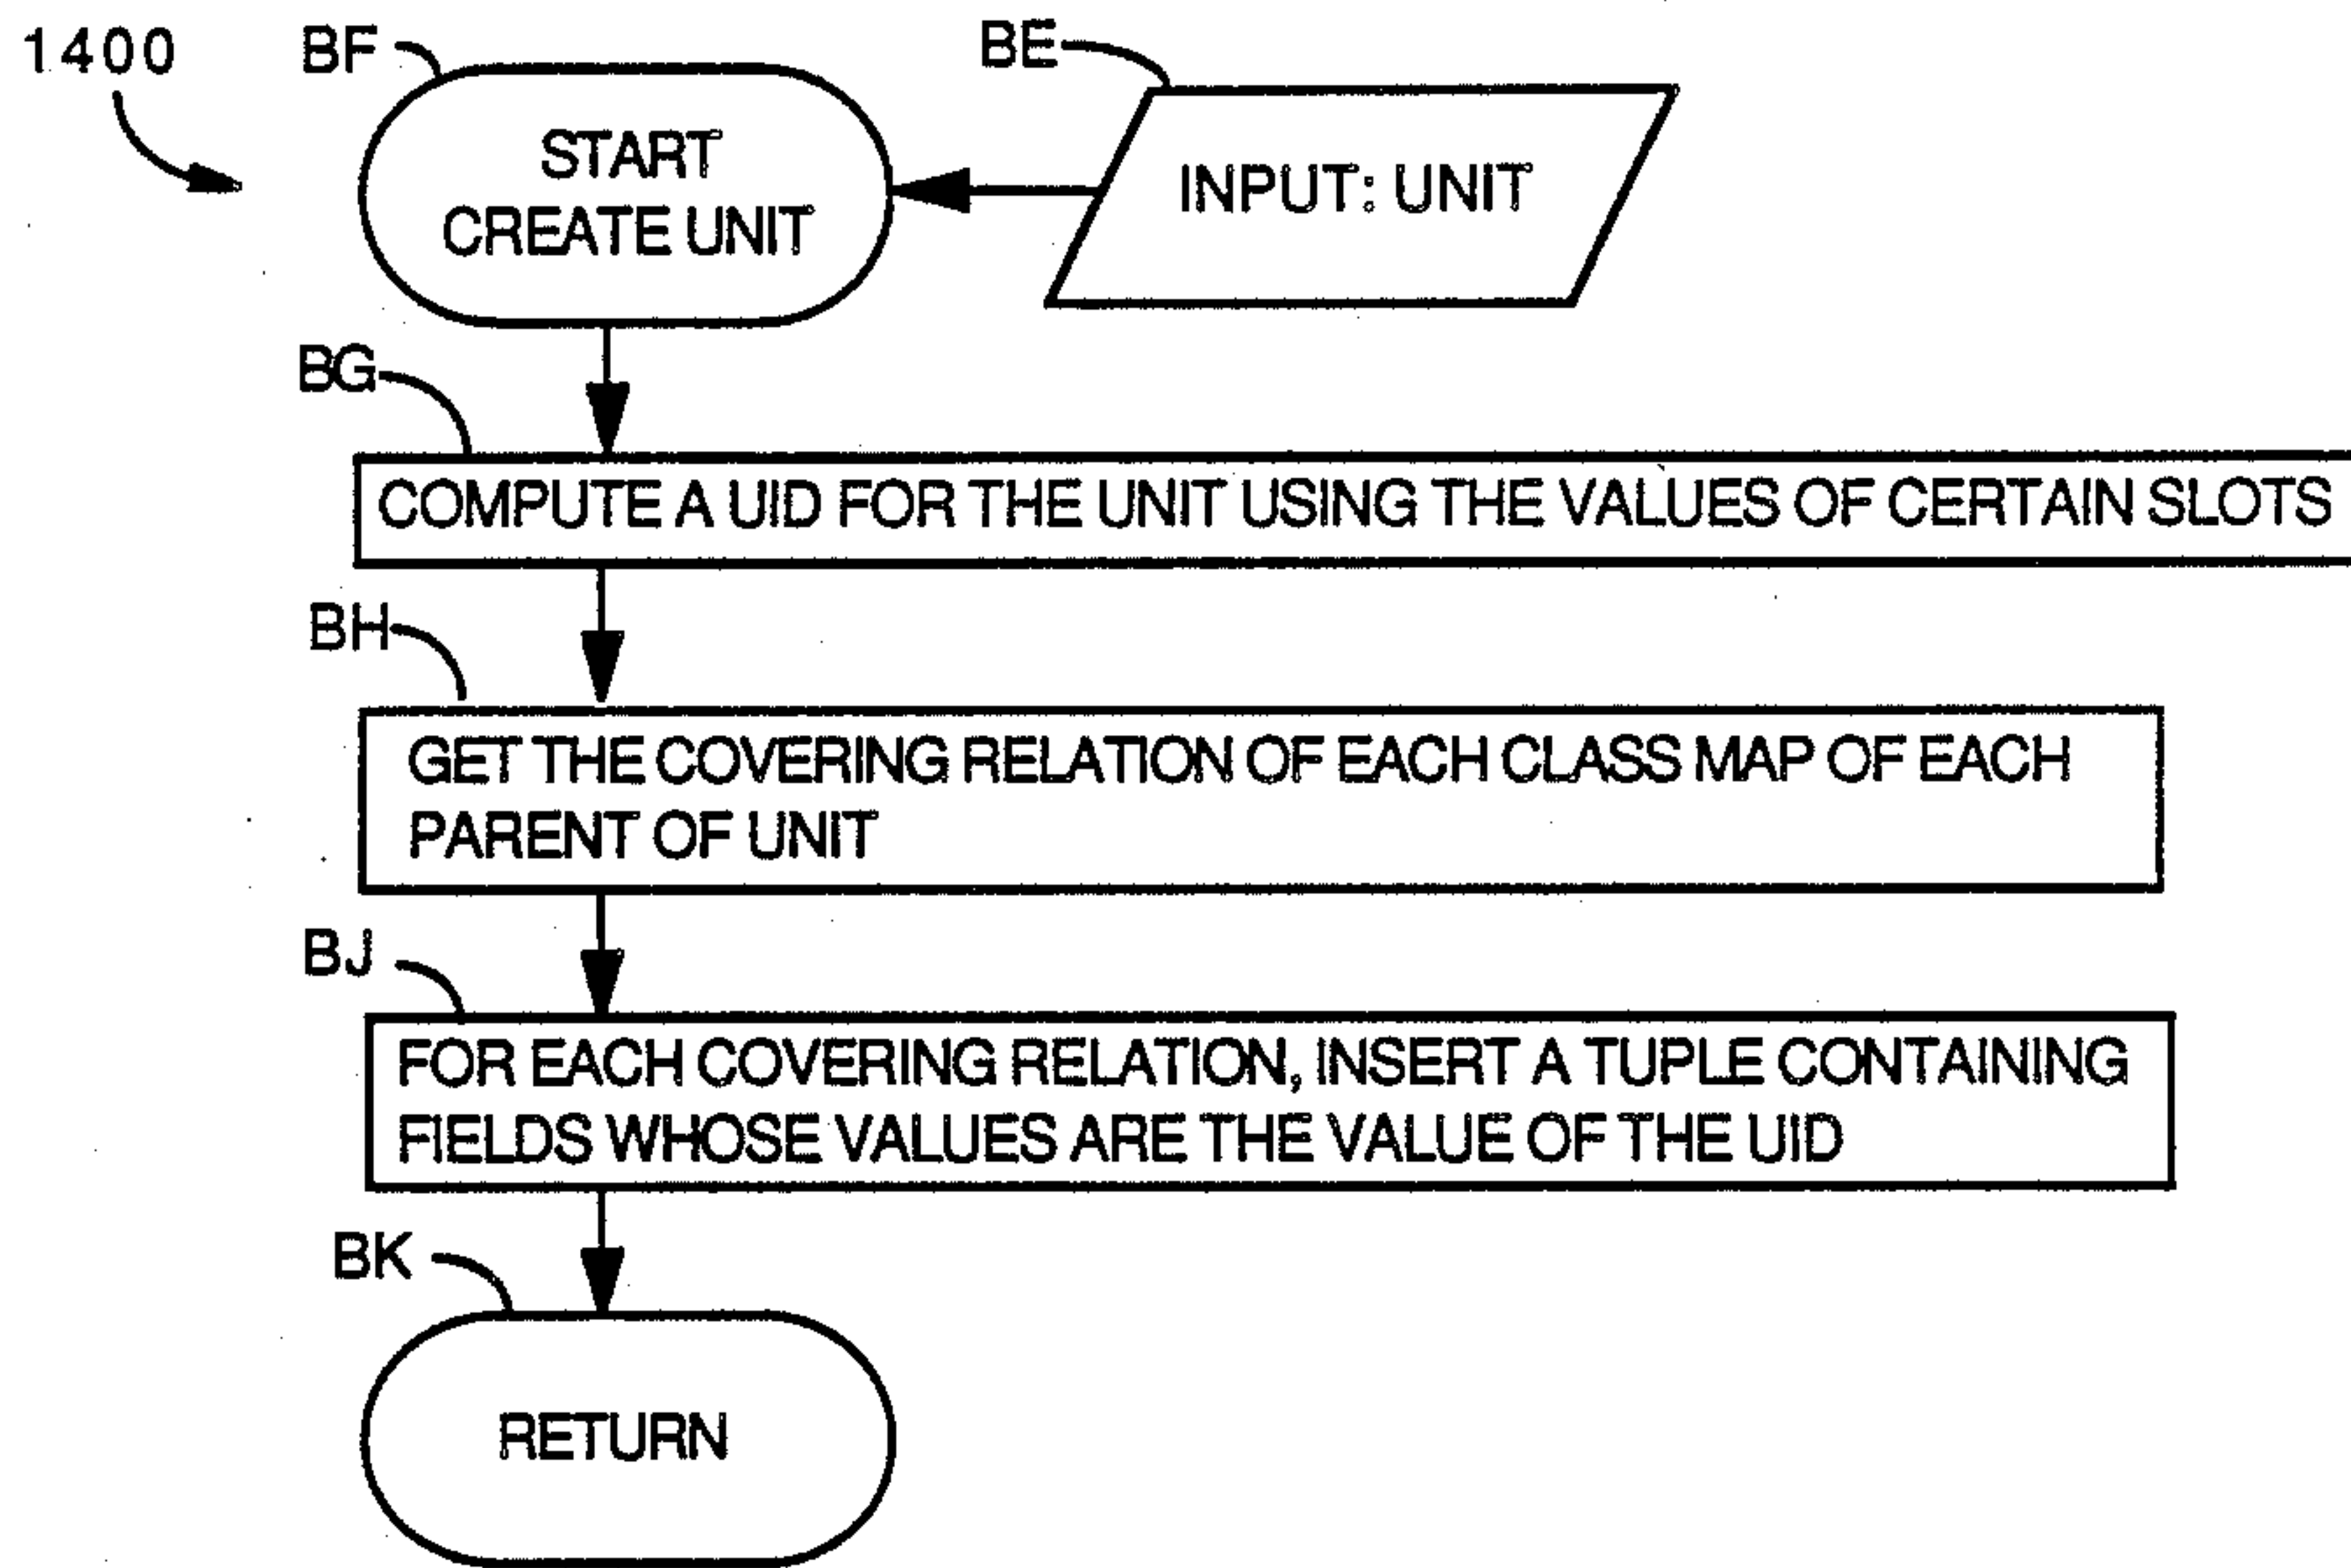 1400
BF
BE
START
CREATE UNIT
INPUT: UNIT
BG
COMPUTE A UID FOR THE UNIT USING THE VALUES OF CERTAIN SLOTS
BH
GET THE COVERING RELATION OF EACH CLASS MAP OF EACH
PARENT OF UNIT
BJ
FOR EACH COVERING RELATION, INSERT A TUPLE CONTAINING
FIELDS WHOSE VALUES ARE THE VALUE OF THE UID
BK
RETURN